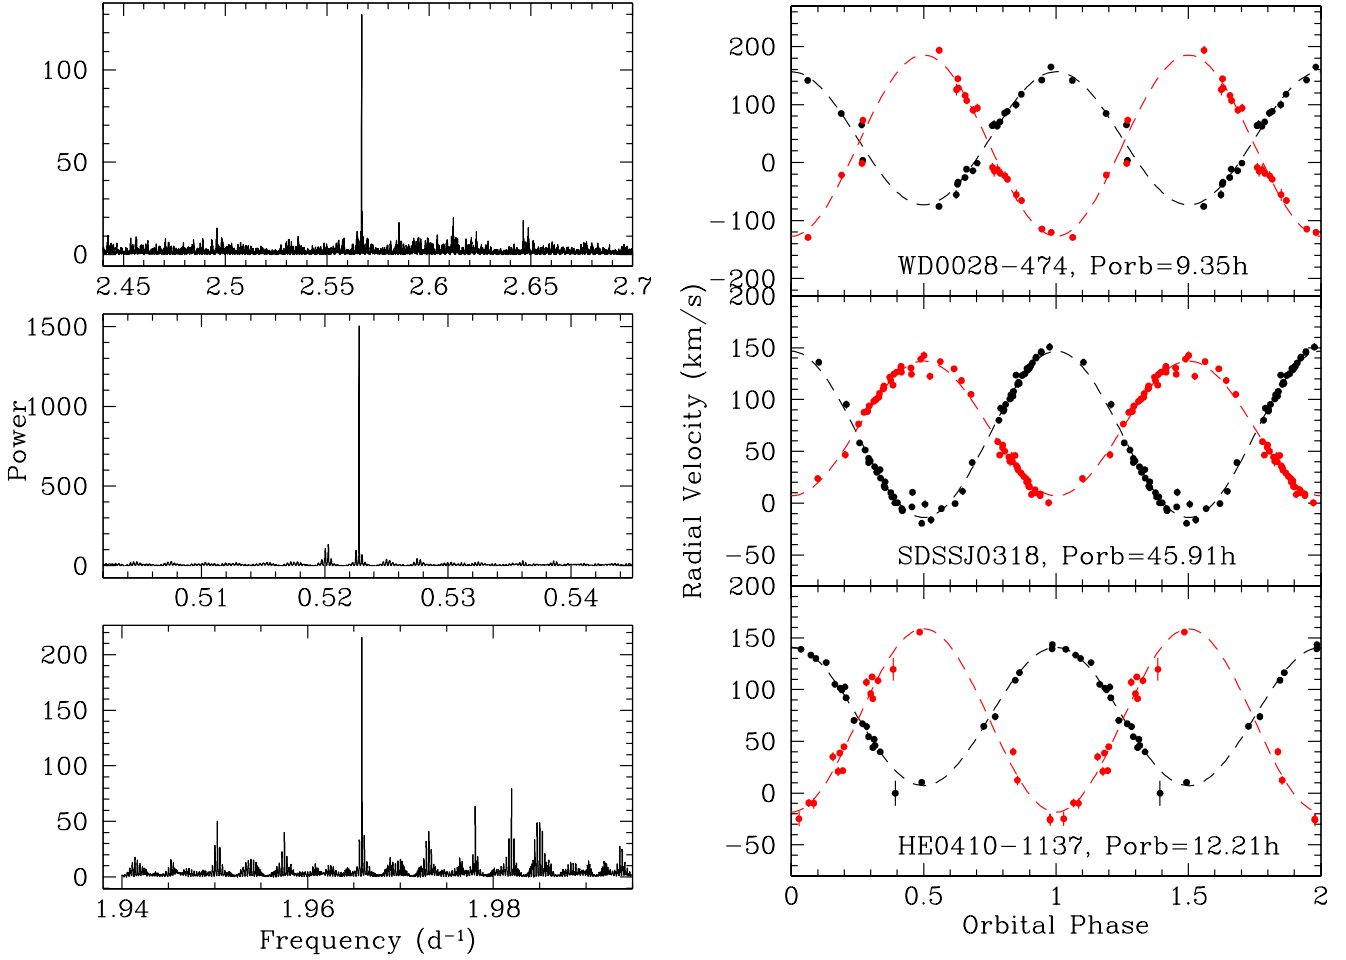 100
50
0
2.45 2.5 2.55 2.6 2.65 2.7
1500
1000
500
0
0.51 0.52 0.53 0.54
200
150
100
50
0
1.94 1.96 1.98
Power
Frequency (d⁻¹)
200
100
0
−100
−200
WD0028−474, Porb=9.35h
200
150
100
50
0
−50
SDSSJ0318, Porb=45.91h
200
150
100
50
0
−50
HE0410−1137, Porb=12.21h
0 0.5 1 1.5 2
Radial Velocity (km/s)
Orbital Phase